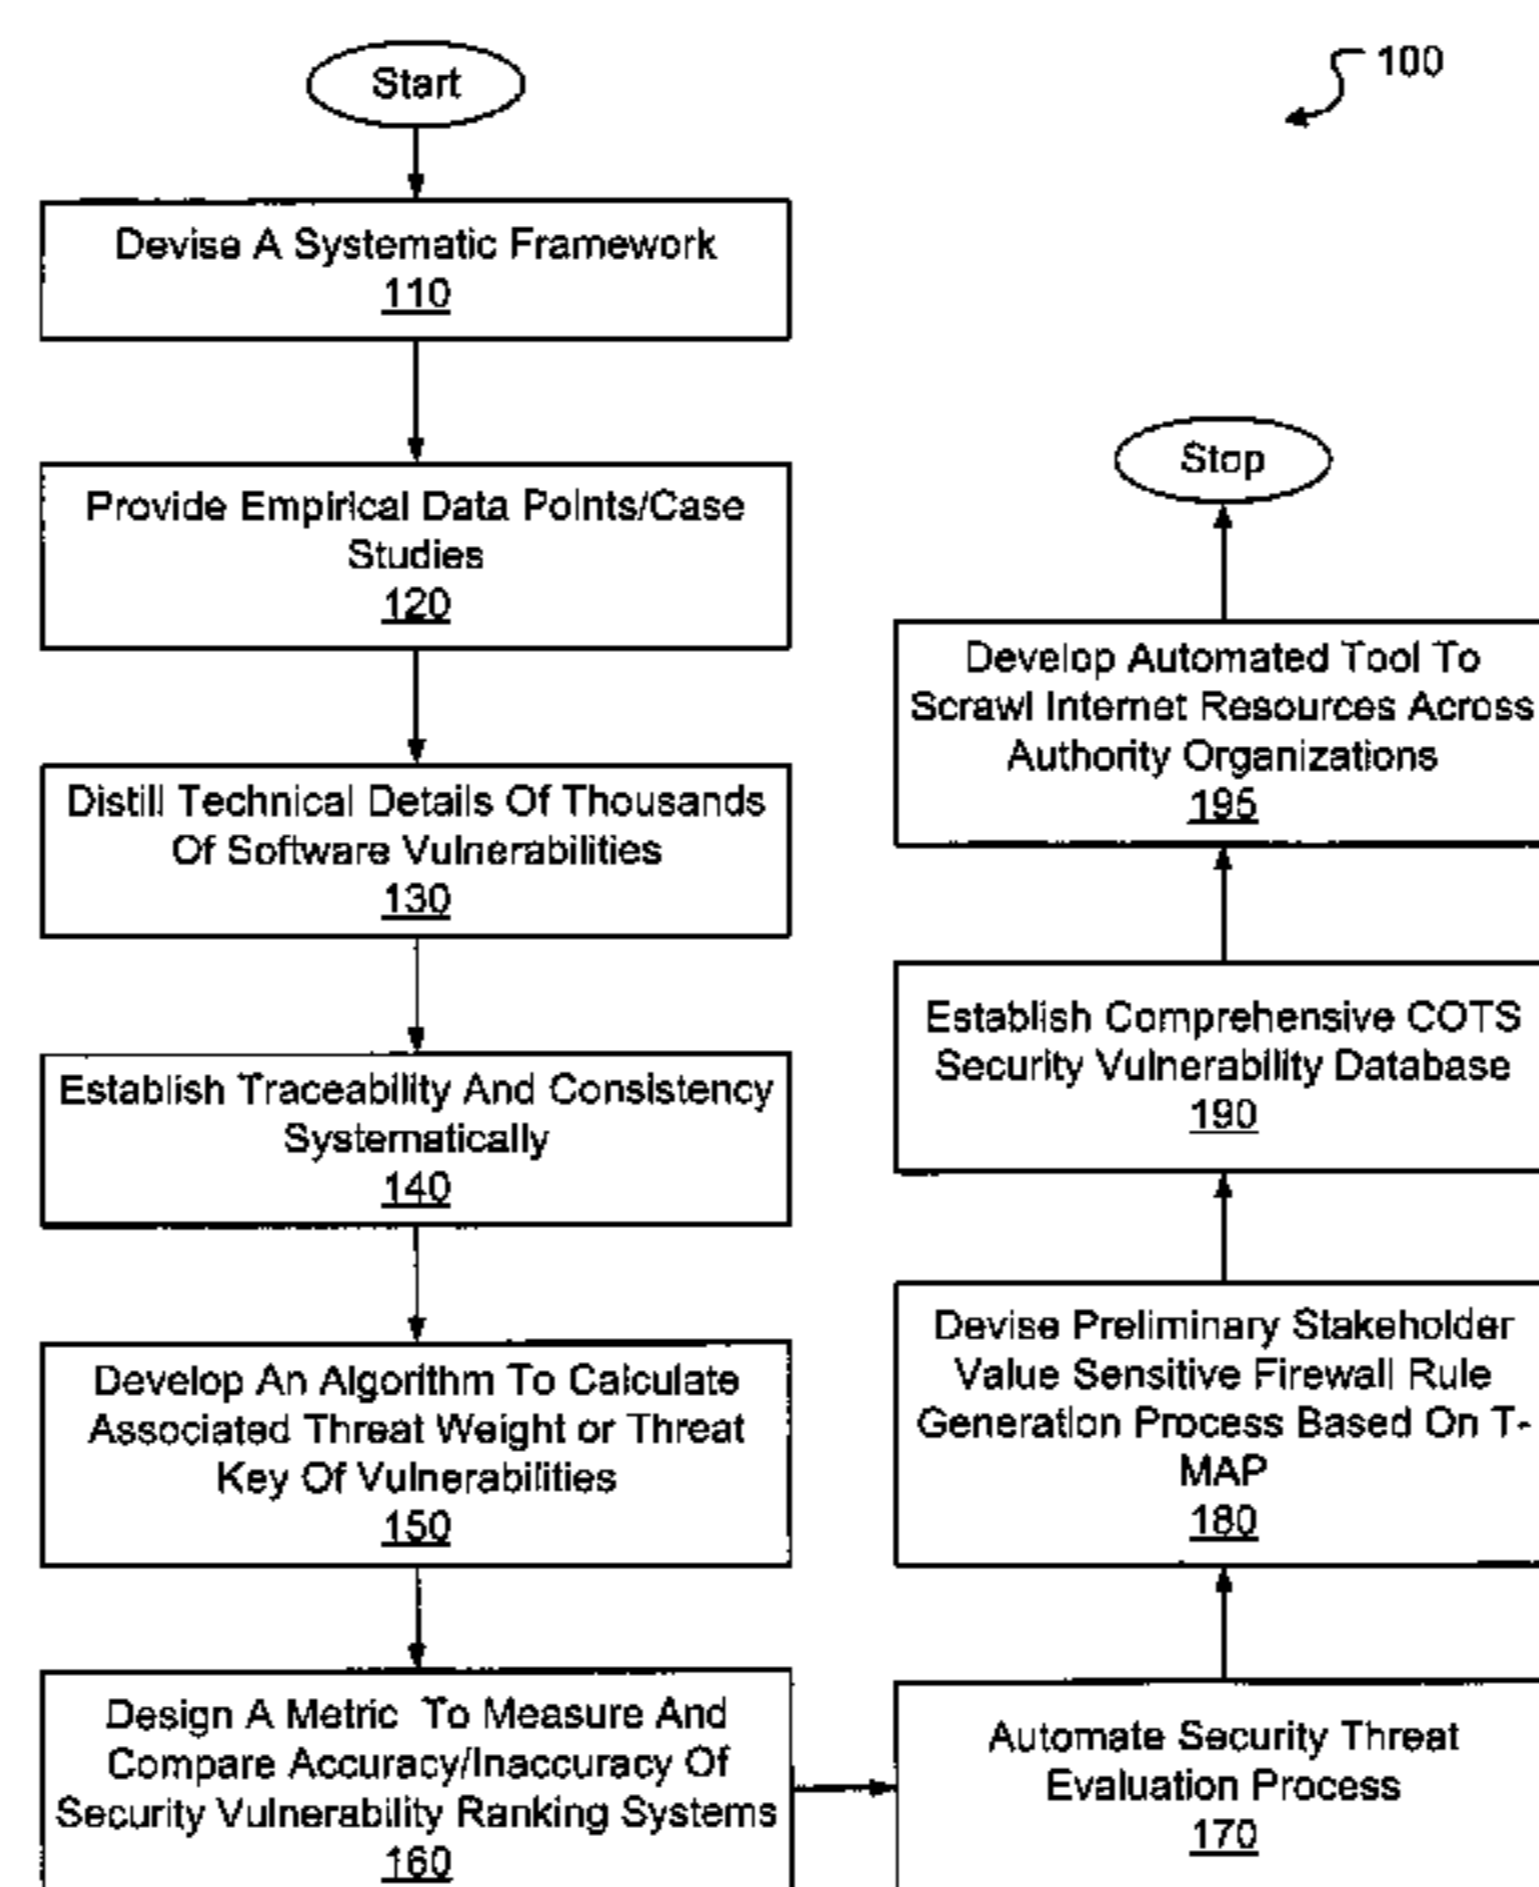 Start
100
Devise A Systematic Framework
110
Provide Empirical Data Points/Case
Studies
120
Distill Technical Details Of Thousands
Of Software Vulnerabilities
130
Establish Traceability And Consistency
Systematically
140
Develop An Algorithm To Calculate
Associated Threat Weight or Threat
Key Of Vulnerabilities
150
Design A Metric To Measure And
Compare Accuracy/Inaccuracy Of
Security Vulnerability Ranking Systems
160
Automate Security Threat
Evaluation Process
170
Devise Preliminary Stakeholder
Value Sensitive Firewall Rule
Generation Process Based On T-
MAP
180
Establish Comprehensive COTS
Security Vulnerability Database
190
Develop Automated Tool To
Scrawl Internet Resources Across
Authority Organizations
195
Stop